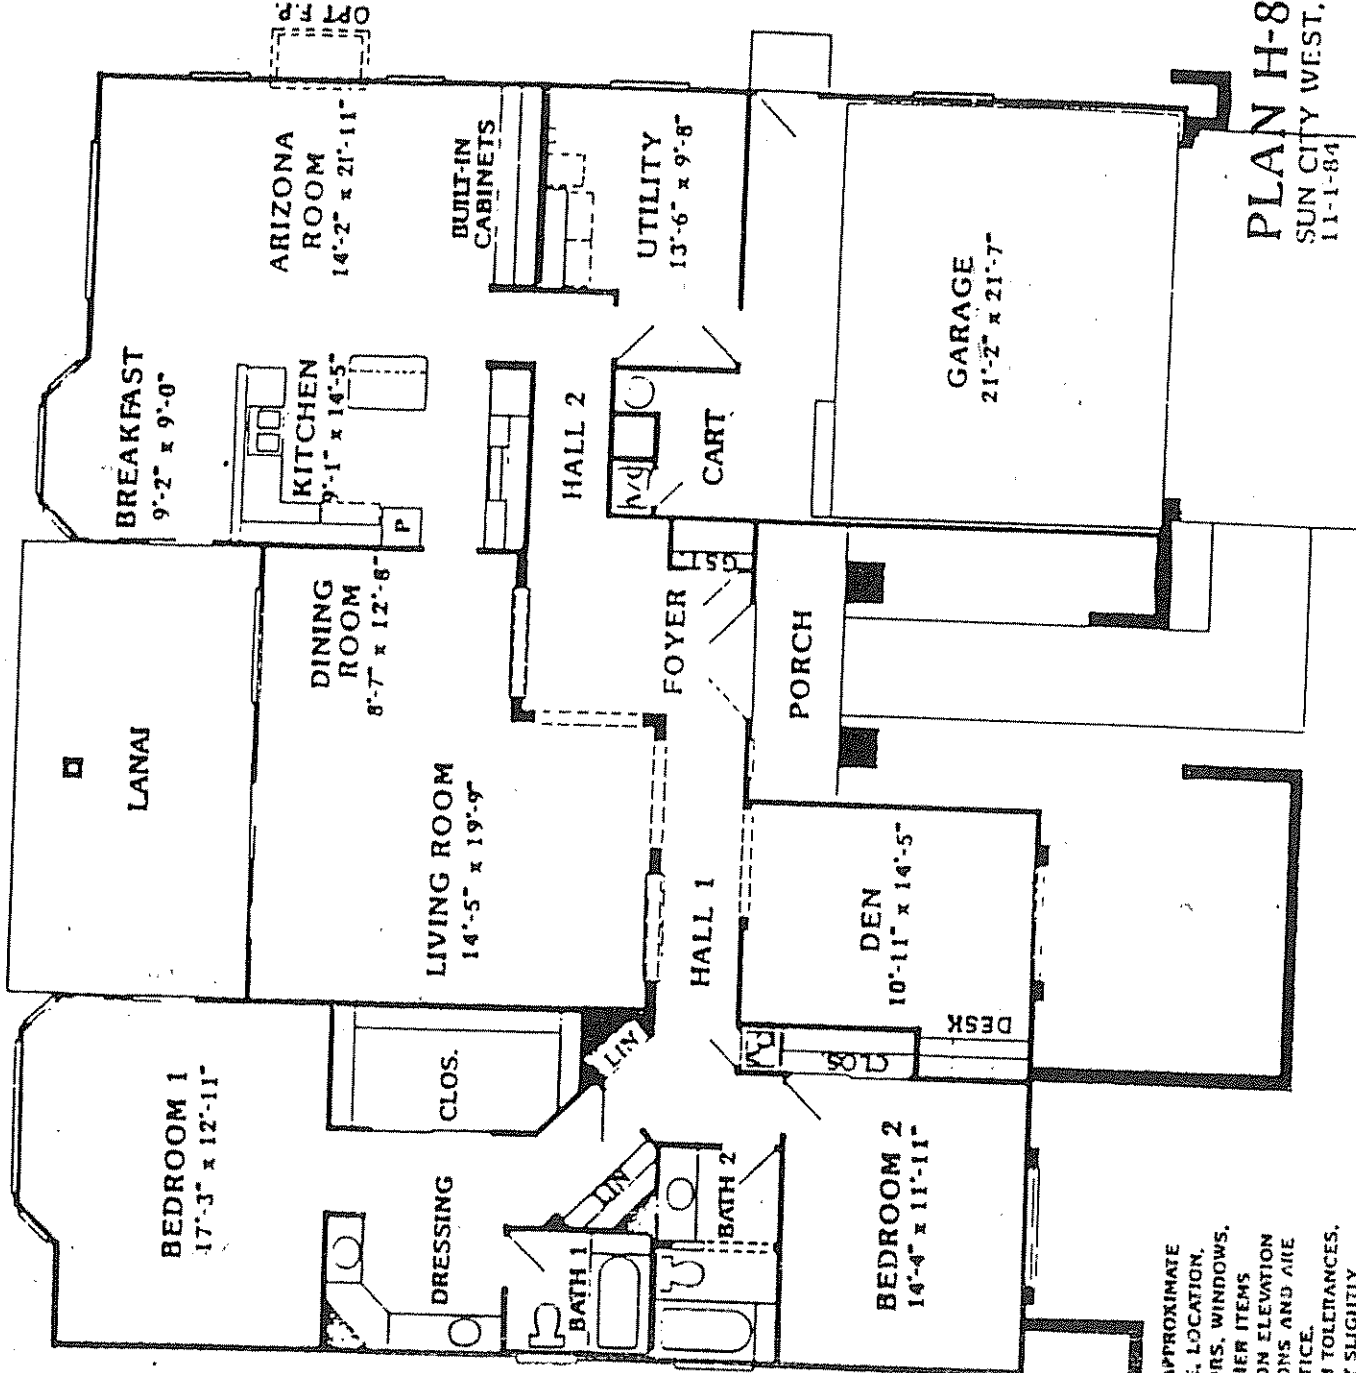 OPT F.P.
ARIZONA
ROOM
14'-2" x 21'-11"
BUILT-IN
CABINETS
UTILITY
13'-6" x 9'-8"
BREAKFAST
9'-2" x 9'-0"
KITCHEN
9'-1" x 14'-5"
P
HALL 2
A/C
CART
GARAGE
21'-2" x 21'-7"
PLAN H-8
SUN CITY WEST,
11-1-84
LANAI
DINING
ROOM
8'-7" x 12'-8"
GST
FOYER
PORCH
LIVING ROOM
14'-5" x 19'-9"
HALL 1
DEN
10'-11" x 14'-5"
DESK
CLOS
BEDROOM 1
17'-3" x 12'-11"
CLOS.
LIN
DRESSING
LIN
BATH 1
BATH 2
BEDROOM 2
14'-4" x 11'-11"
APPROXIMATE
LOCATION,
WINDOWS.
ITEMS
ELEVATION
AND ARE
TOLERANCES.
SLIGHTLY